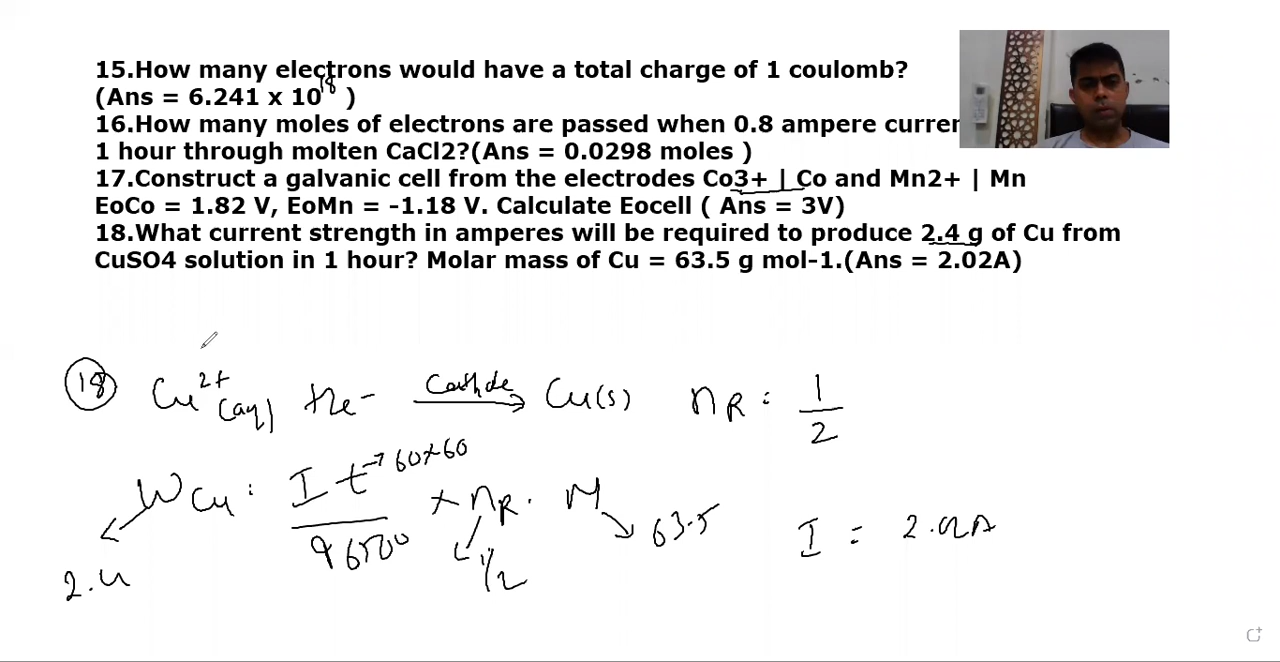 15.How many electrons would have a total charge of 1 coulomb?
(Ans = 6.241 x 10^18 )
16.How many moles of electrons are passed when 0.8 ampere curren
1 hour through molten CaCl2?(Ans = 0.0298 moles )
17.Construct a galvanic cell from the electrodes Co3+ | Co and Mn2+ | Mn
EoCo = 1.82 V, EoMn = -1.18 V. Calculate Eocell ( Ans = 3V)
18.What current strength in amperes will be required to produce 2.4 g of Cu from
CuSO4 solution in 1 hour? Molar mass of Cu = 63.5 g mol-1.(Ans = 2.02A)
18 Cu2+(aq) +2e- Cathode → Cu(s) nR : 1/2
WCu : It → 60x60 / 96500 x nR . M → 63.5
2.4 1/2 I = 2.02A